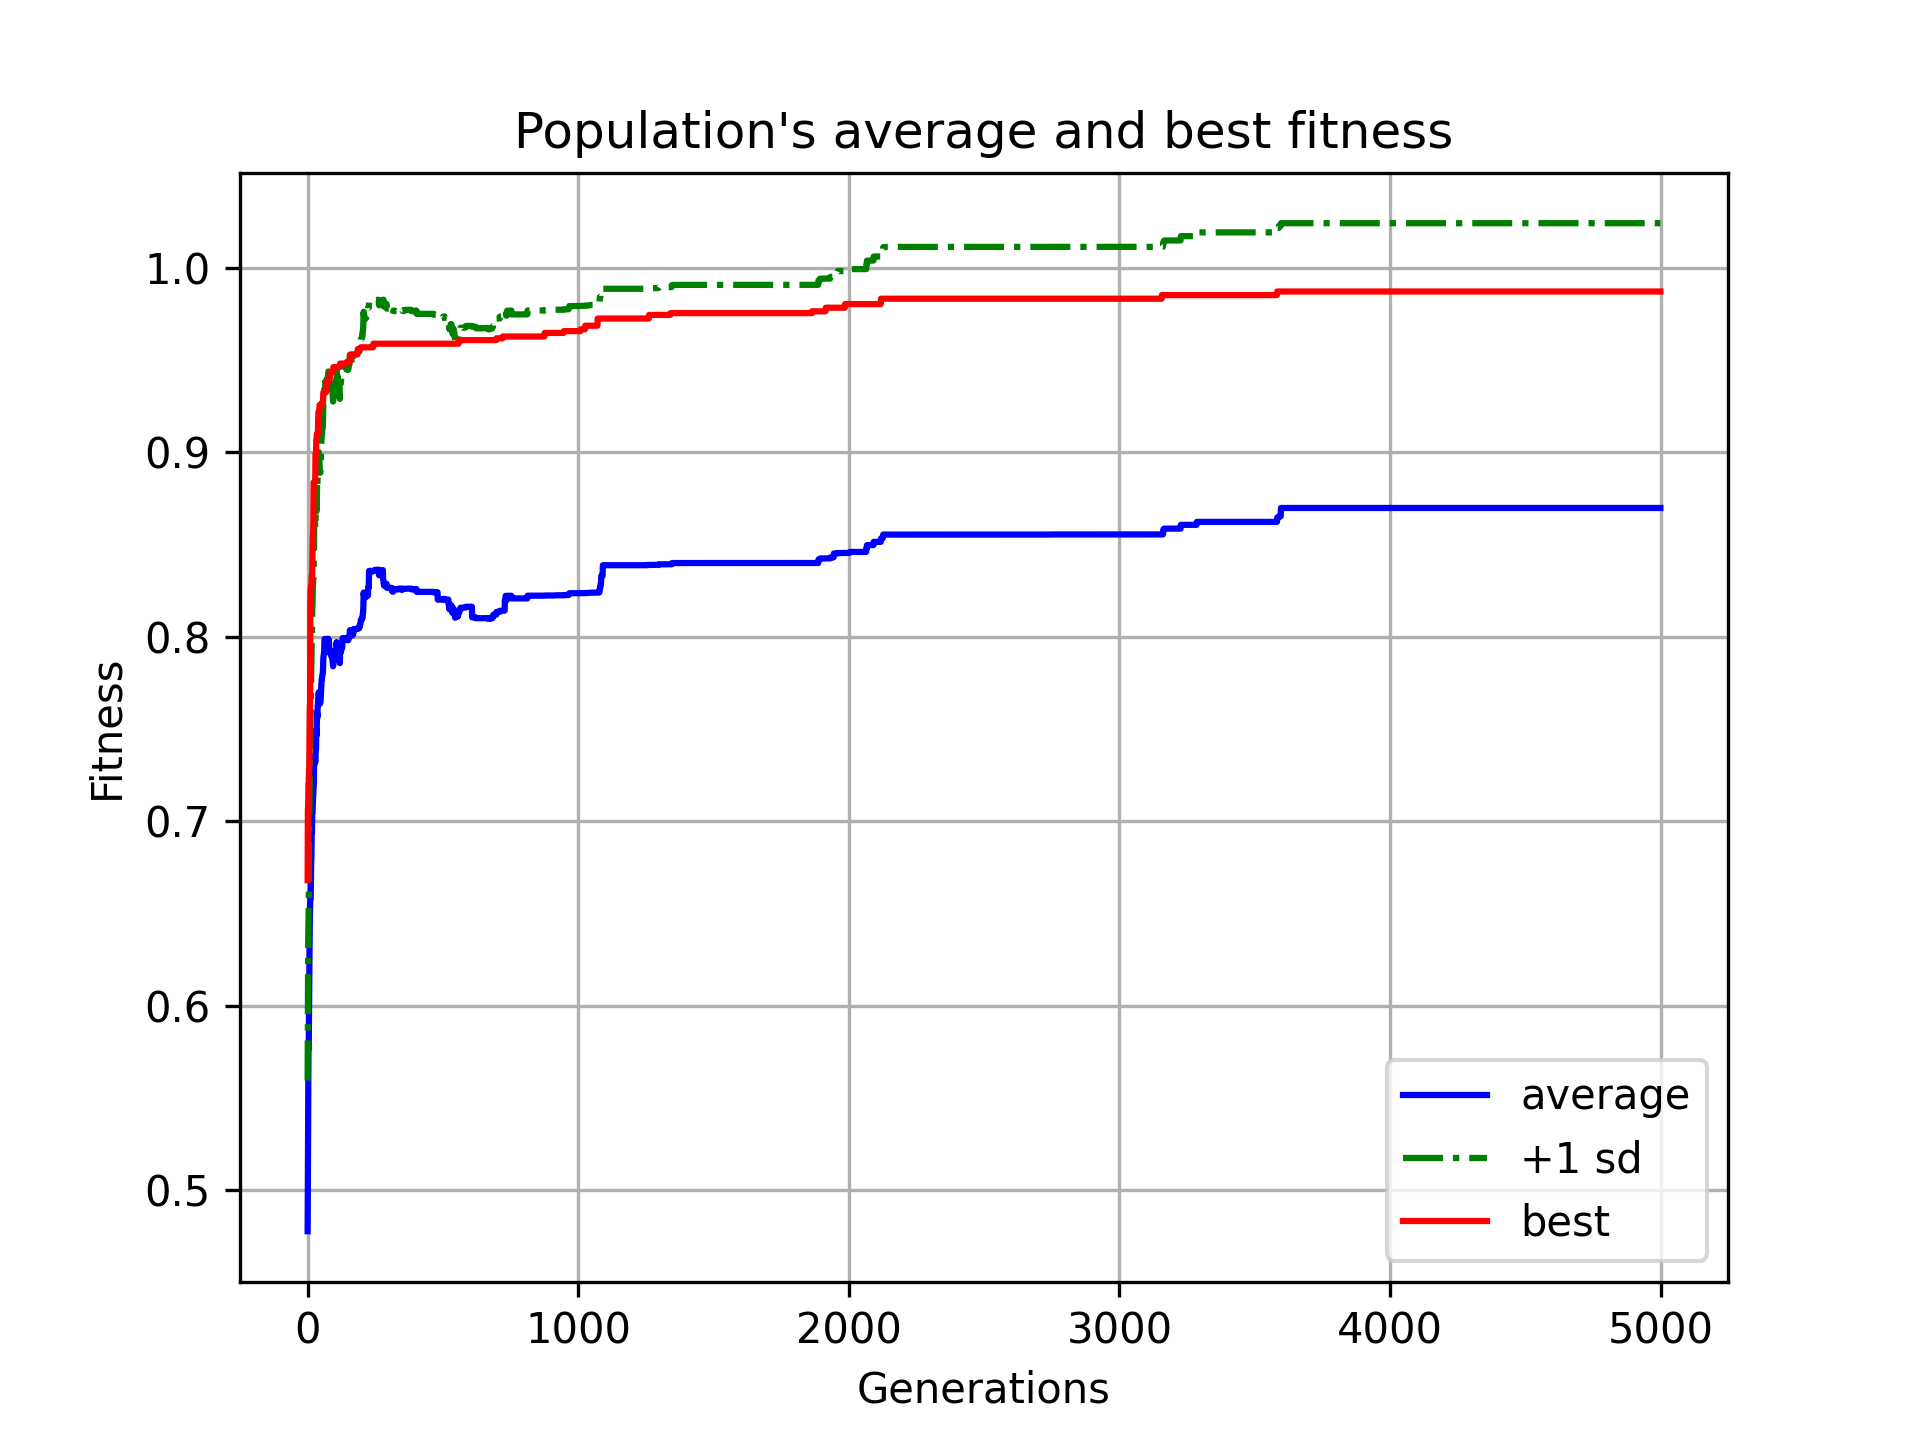 Population's average and best fitness
1.0
0.9
0.8
0.7
0.6
0.5
Fitness
0 1000 2000 3000 4000 5000
Generations
average
+1 sd
best